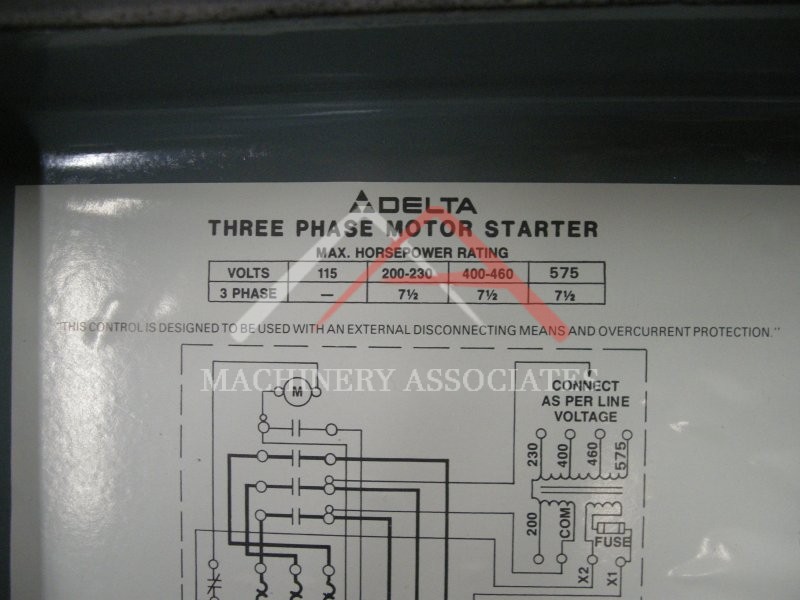 DELTA
THREE PHASE MOTOR STARTER
MAX. HORSEPOWER RATING
VOLTS 115 200-230 400-460 575
3 PHASE — 7½ 7½ 7½
"THIS CONTROL IS DESIGNED TO BE USED WITH AN EXTERNAL DISCONNECTING MEANS AND OVERCURRENT PROTECTION."
MACHINERY ASSOCIATES
M
CONNECT
AS PER LINE
VOLTAGE
230 400 460 575
200 COM
FUSE
X2 X1